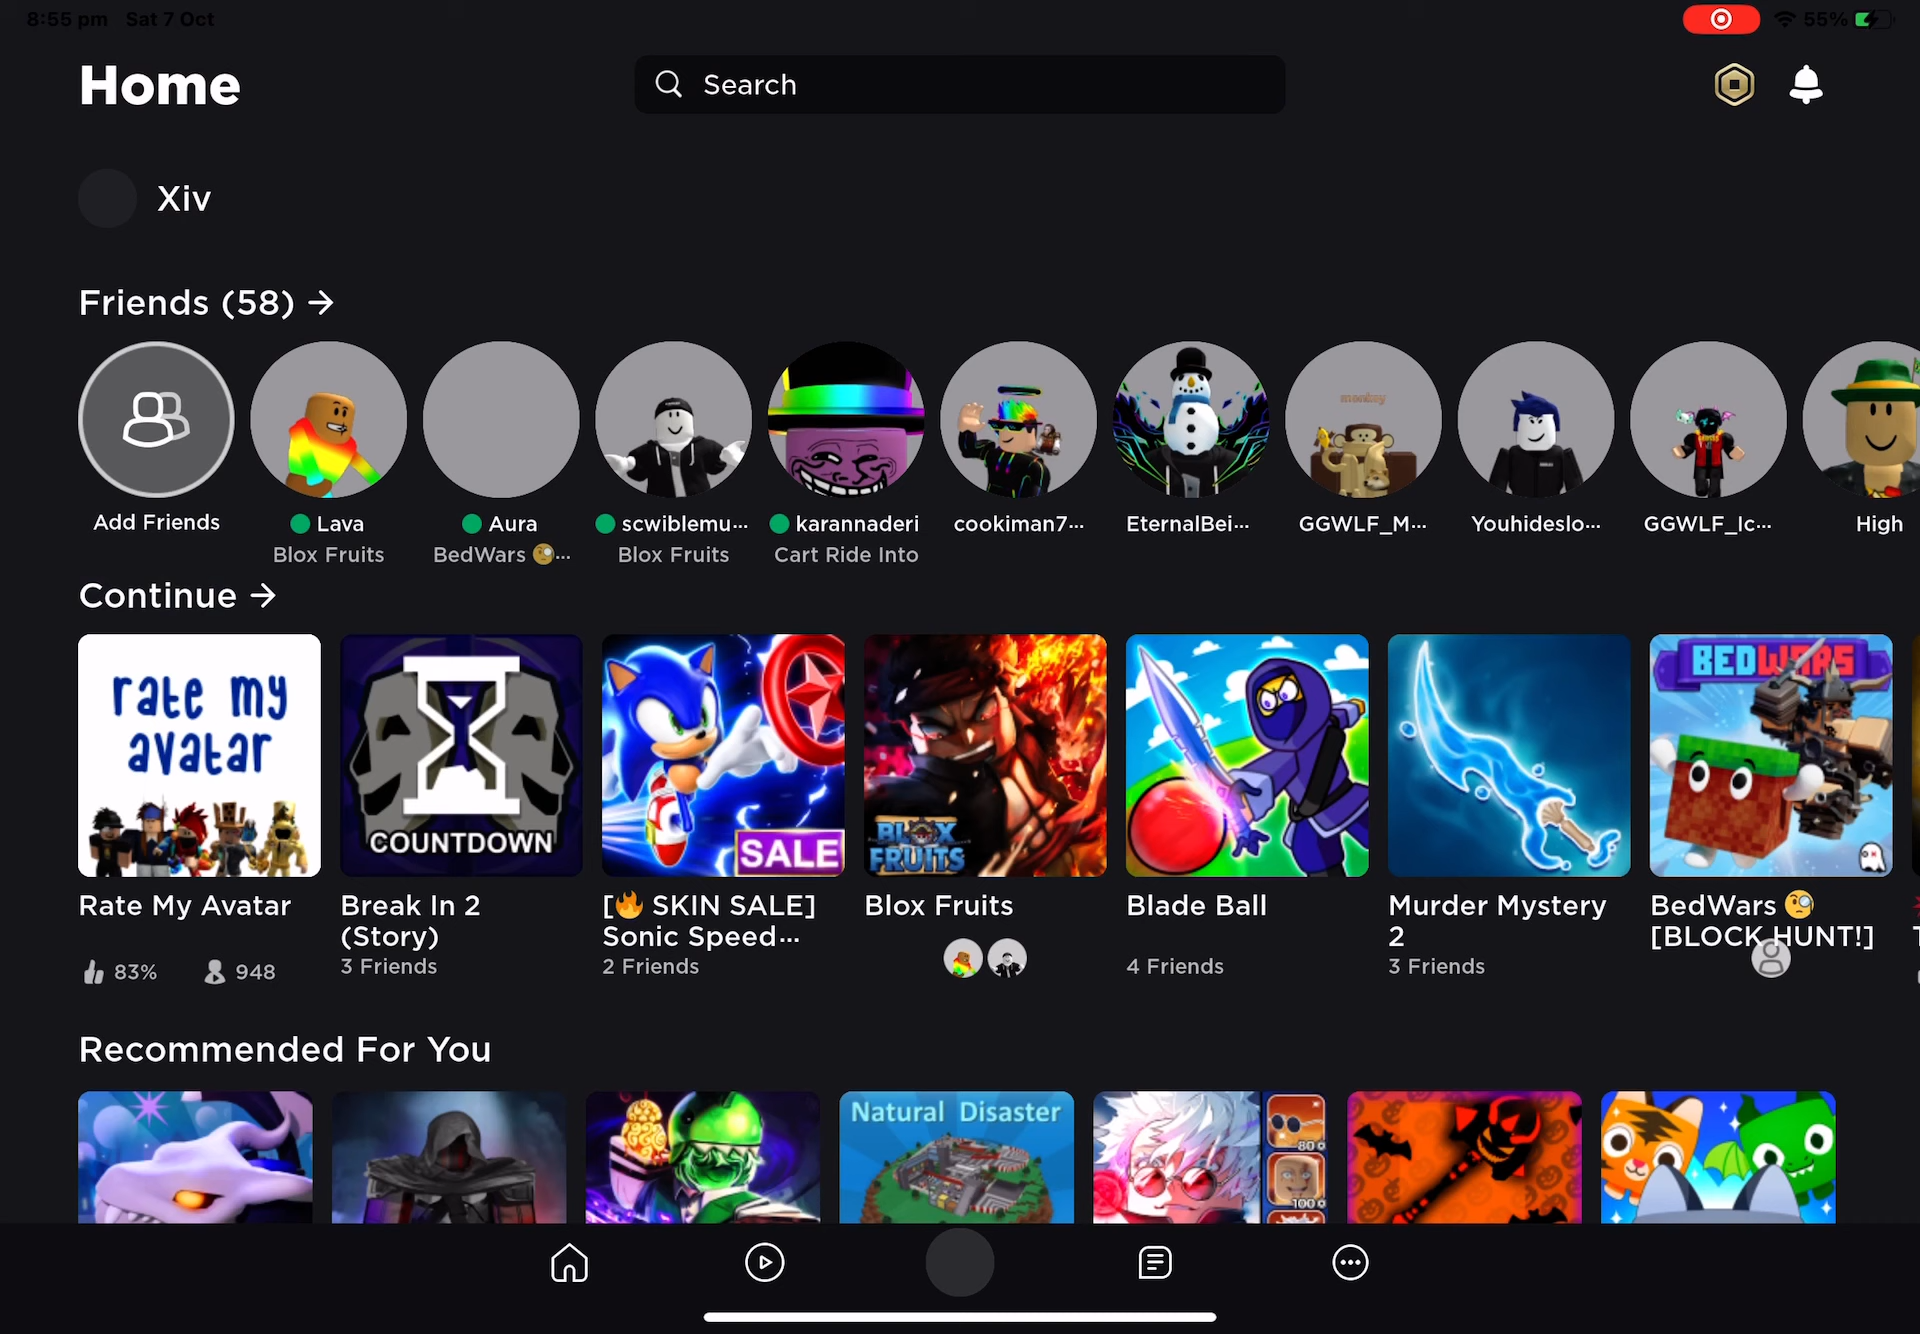 8:55 pm Sat 7 Oct
55%
Home
Search
Xiv
Friends (58) →
monkey
Add Friends
Lava
Aura
scwiblemu...
karannaderi
cookiman7...
EternalBei...
GGWLF_M...
Youhideslo...
GGWLF_Ic...
High
Blox Fruits
BedWars 🧐...
Blox Fruits
Cart Ride Into
Continue →
rate my
avatar
COUNTDOWN
SALE
BLOX
FRUITS
BEDWARS
Rate My Avatar
83% 948
Break In 2
(Story)
3 Friends
[🔥 SKIN SALE]
Sonic Speed...
2 Friends
Blox Fruits
Blade Ball
4 Friends
Murder Mystery
2
3 Friends
BedWars 🧐
[BLOCK HUNT!]
Recommended For You
Natural Disaster
80
100